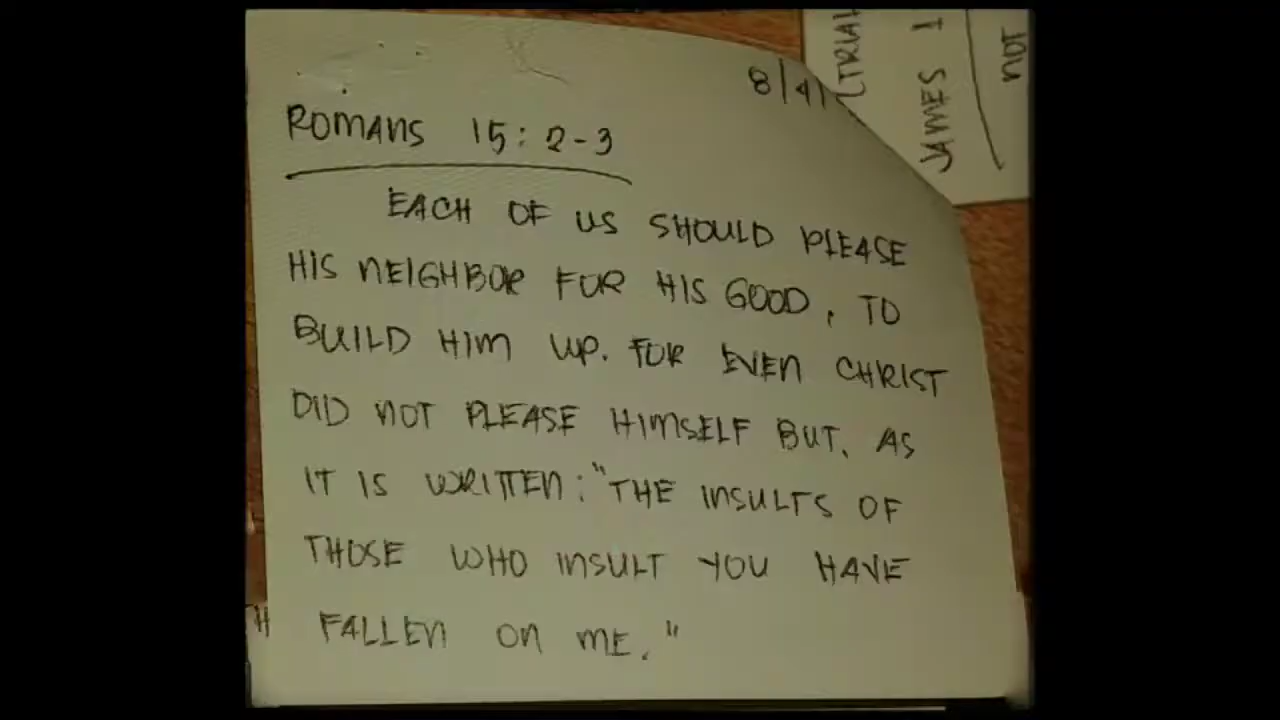 8/4/
ROMANS 15:2-3
EACH OF US SHOULD PLEASE
HIS NEIGHBOR FOR HIS GOOD, TO
BUILD HIM UP. FOR EVEN CHRIST
DID NOT PLEASE HIMSELF BUT, AS
IT IS WRITTEN: "THE INSULTS OF
THOSE WHO INSULT YOU HAVE
FALLEN ON ME."
JAMES 1
NOT